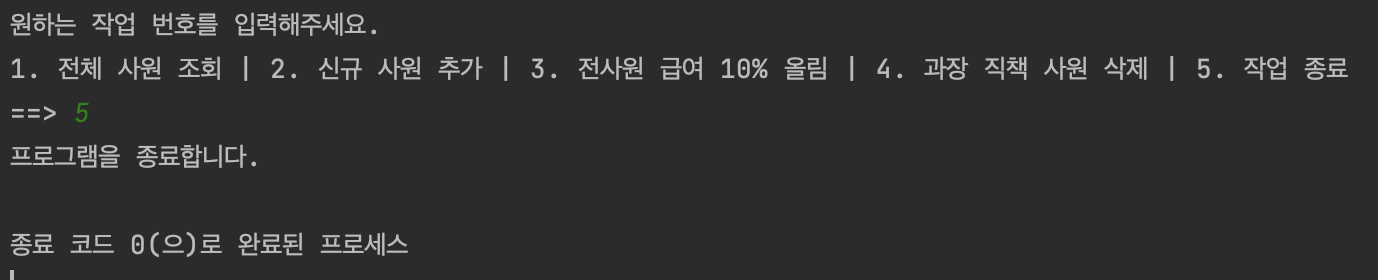 원하는 작업 번호를 입력해주세요.
1. 전체 사원 조회 | 2. 신규 사원 추가 | 3. 전사원 급여 10% 올림 | 4. 과장 직책 사원 삭제 | 5. 작업 종료
==> 5
프로그램을 종료합니다.
종료 코드 0(으)로 완료된 프로세스